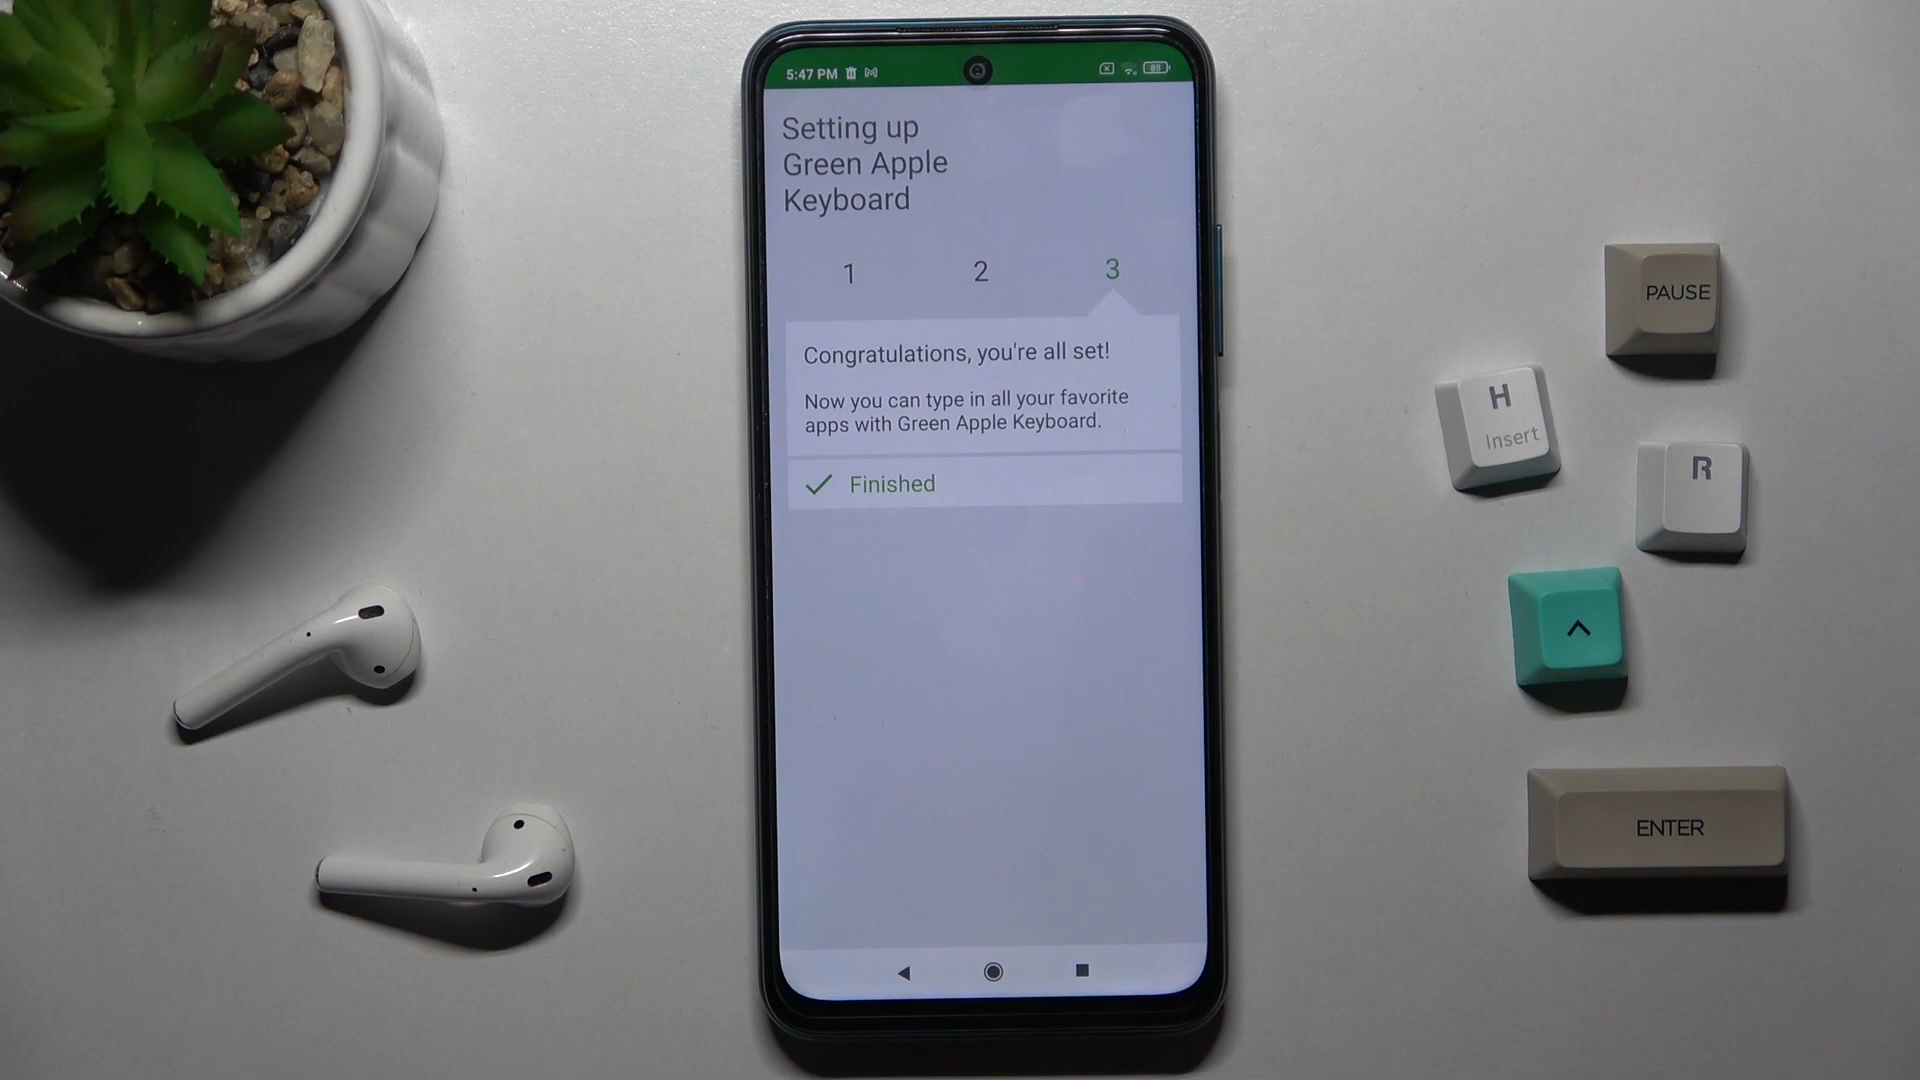 5:47 PM
88
Setting up
Green Apple
Keyboard
1 2 3
Congratulations, you're all set!
Now you can type in all your favorite
apps with Green Apple Keyboard.
Finished
PAUSE
H
Insert
R
ENTER